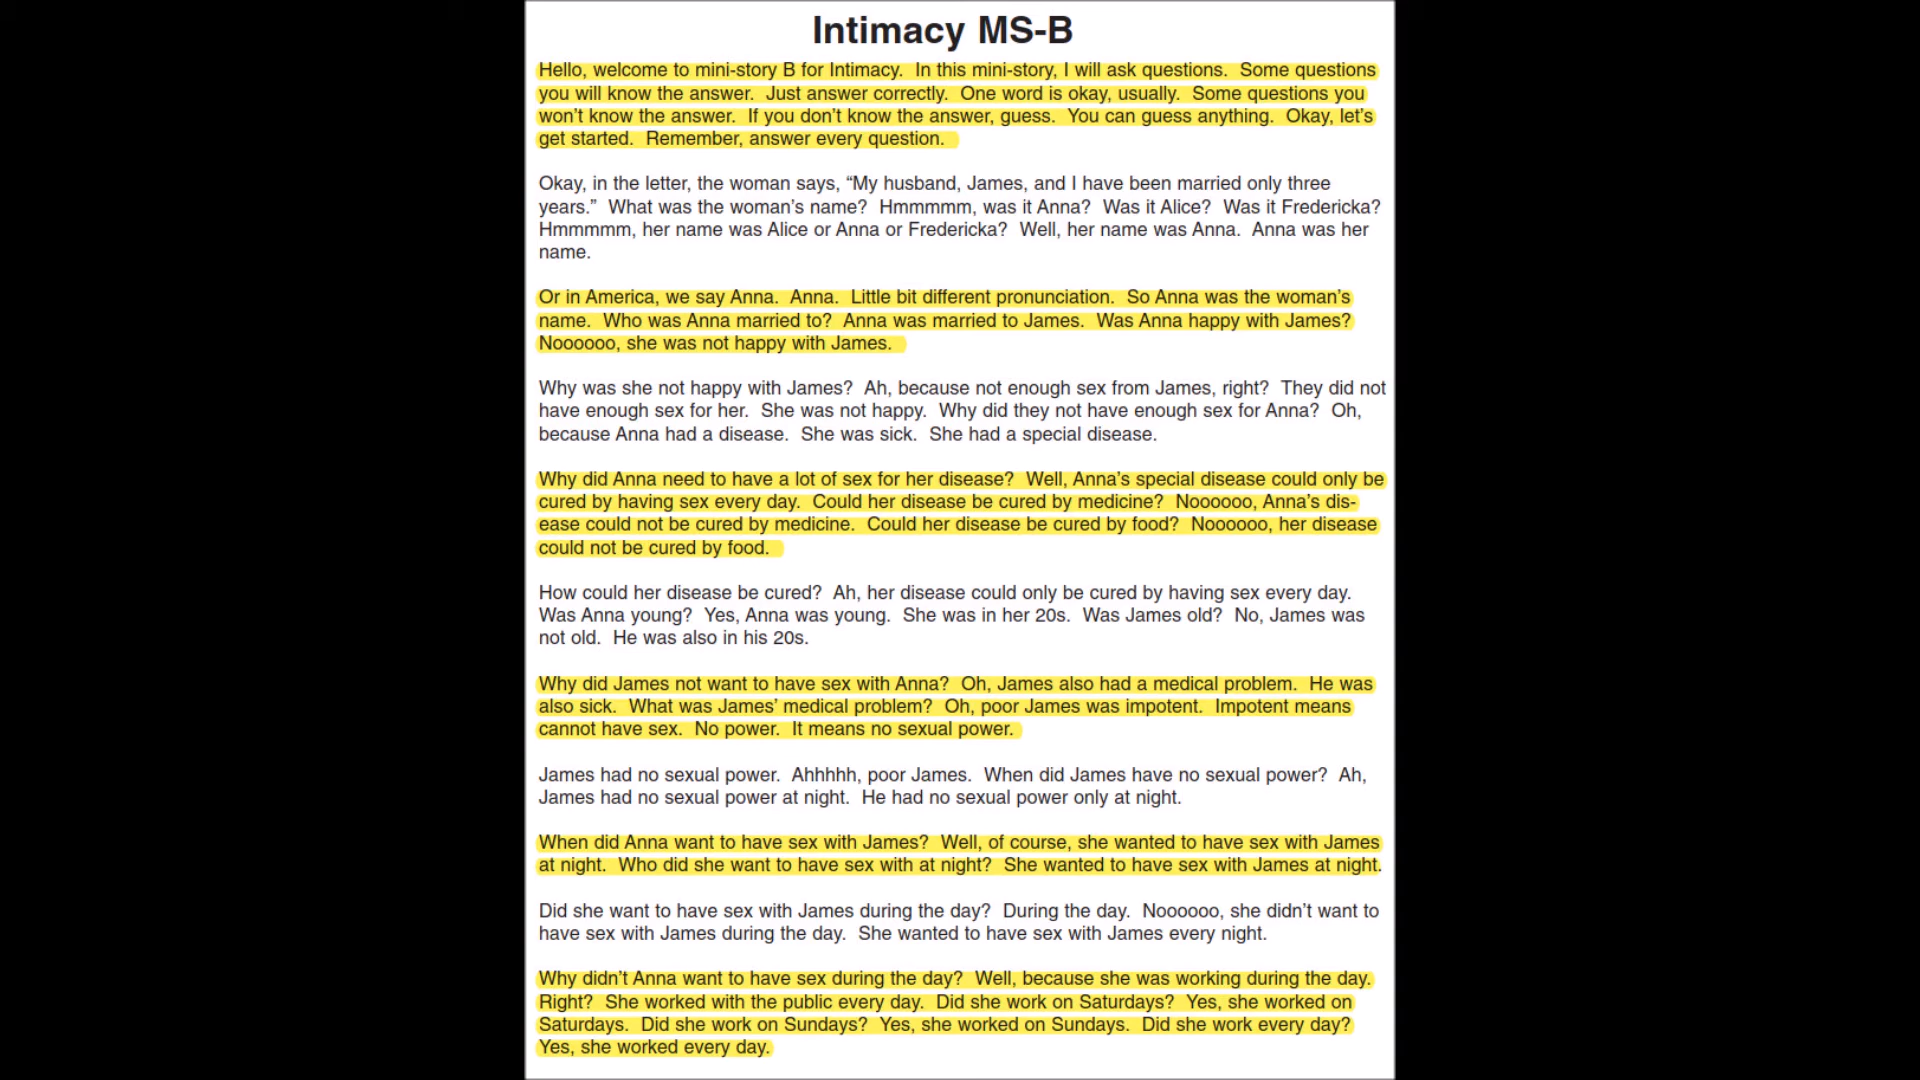 Intimacy MS-B
Hello, welcome to mini-story B for Intimacy.  In this mini-story, I will ask questions.  Some questions
you will know the answer.  Just answer correctly.  One word is okay, usually.  Some questions you
won’t know the answer.  If you don’t know the answer, guess.  You can guess anything.  Okay, let’s
get started.  Remember, answer every question.
Okay, in the letter, the woman says, “My husband, James, and I have been married only three
years.”  What was the woman’s name?  Hmmmmm, was it Anna?  Was it Alice?  Was it Fredericka?
Hmmmmm, her name was Alice or Anna or Fredericka?  Well, her name was Anna.  Anna was her
name.
Or in America, we say Anna.  Anna.  Little bit different pronunciation.  So Anna was the woman’s
name.  Who was Anna married to?  Anna was married to James.  Was Anna happy with James?
Noooooo, she was not happy with James.
Why was she not happy with James?  Ah, because not enough sex from James, right?  They did not
have enough sex for her.  She was not happy.  Why did they not have enough sex for Anna?  Oh,
because Anna had a disease.  She was sick.  She had a special disease.
Why did Anna need to have a lot of sex for her disease?  Well, Anna’s special disease could only be
cured by having sex every day.  Could her disease be cured by medicine?  Noooooo, Anna’s dis-
ease could not be cured by medicine.  Could her disease be cured by food?  Noooooo, her disease
could not be cured by food.
How could her disease be cured?  Ah, her disease could only be cured by having sex every day.
Was Anna young?  Yes, Anna was young.  She was in her 20s.  Was James old?  No, James was
not old.  He was also in his 20s.
Why did James not want to have sex with Anna?  Oh, James also had a medical problem.  He was
also sick.  What was James’ medical problem?  Oh, poor James was impotent.  Impotent means
cannot have sex.  No power.  It means no sexual power.
James had no sexual power.  Ahhhhh, poor James.  When did James have no sexual power?  Ah,
James had no sexual power at night.  He had no sexual power only at night.
When did Anna want to have sex with James?  Well, of course, she wanted to have sex with James
at night.  Who did she want to have sex with at night?  She wanted to have sex with James at night.
Did she want to have sex with James during the day?  During the day.  Noooooo, she didn’t want to
have sex with James during the day.  She wanted to have sex with James every night.
Why didn’t Anna want to have sex during the day?  Well, because she was working during the day.
Right?  She worked with the public every day.  Did she work on Saturdays?  Yes, she worked on
Saturdays.  Did she work on Sundays?  Yes, she worked on Sundays.  Did she work every day?
Yes, she worked every day.